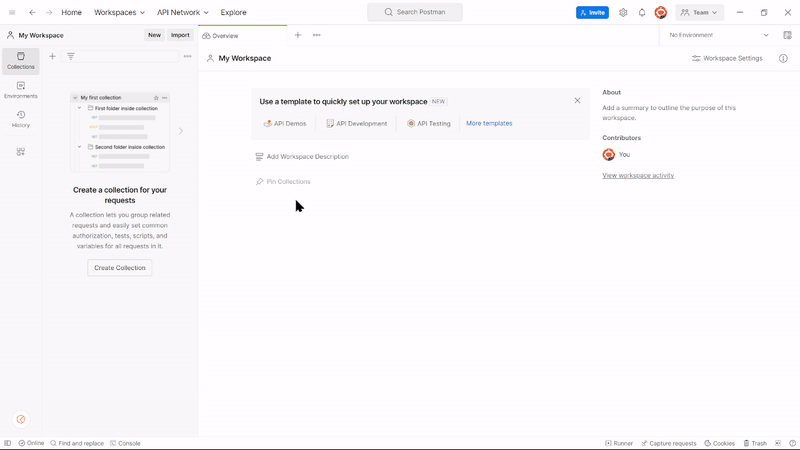 Home
Workspaces
API Network
Explore
Search Postman
Invite
Team
My Workspace
New
Import
Overview
No Environment
Collections
Environments
History
My first collection
First folder inside collection
Second folder inside collection
Create a collection for your
requests
A collection lets you group related
requests and easily set common
authorization, tests, scripts, and
variables for all requests in it.
Create Collection
My Workspace
Workspace Settings
Use a template to quickly set up your workspace NEW
API Demos
API Development
API Testing
More templates
Add Workspace Description
Pin Collections
About
Add a summary to outline the purpose of this
workspace.
Contributors
You
View workspace activity
Online
Find and replace
Console
Runner
Capture requests
Cookies
Trash